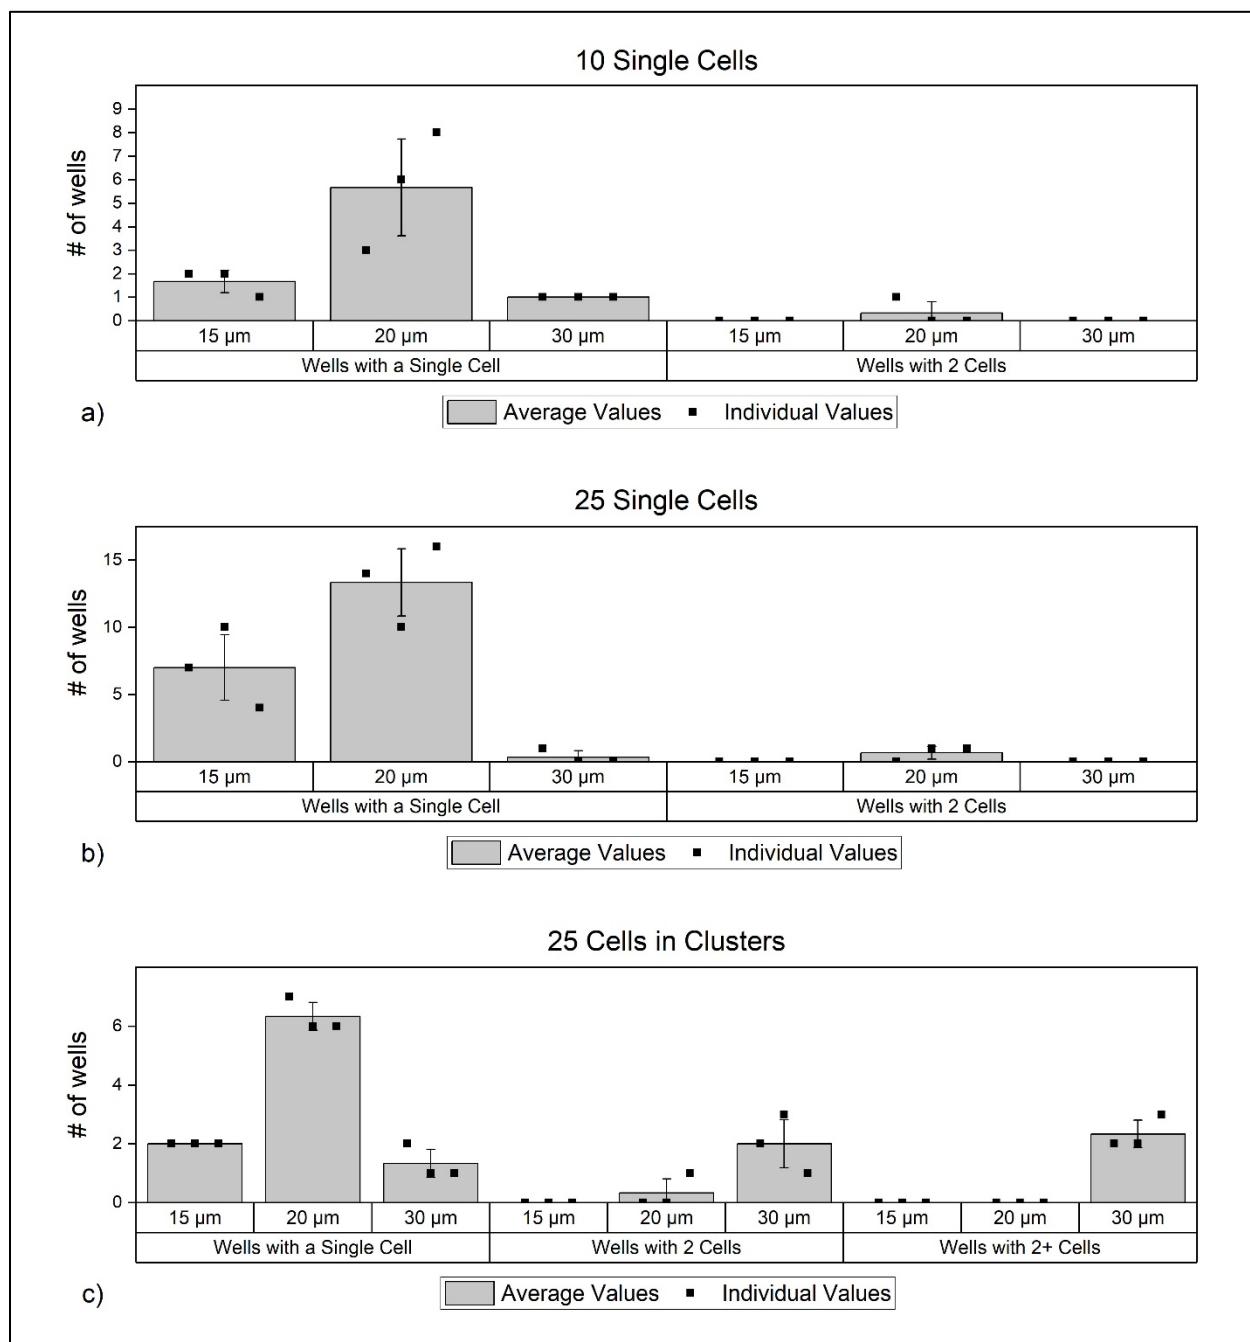 10 Single Cells
# of wells
9
8
7
6
5
4
3
2
1
0
15 µm 20 µm 30 µm 15 µm 20 µm 30 µm
Wells with a Single Cell Wells with 2 Cells
a)
Average Values Individual Values
25 Single Cells
# of wells
15
10
5
0
15 µm 20 µm 30 µm 15 µm 20 µm 30 µm
Wells with a Single Cell Wells with 2 Cells
b)
Average Values Individual Values
25 Cells in Clusters
# of wells
6
4
2
0
15 µm 20 µm 30 µm 15 µm 20 µm 30 µm 15 µm 20 µm 30 µm
Wells with a Single Cell Wells with 2 Cells Wells with 2+ Cells
c)
Average Values Individual Values